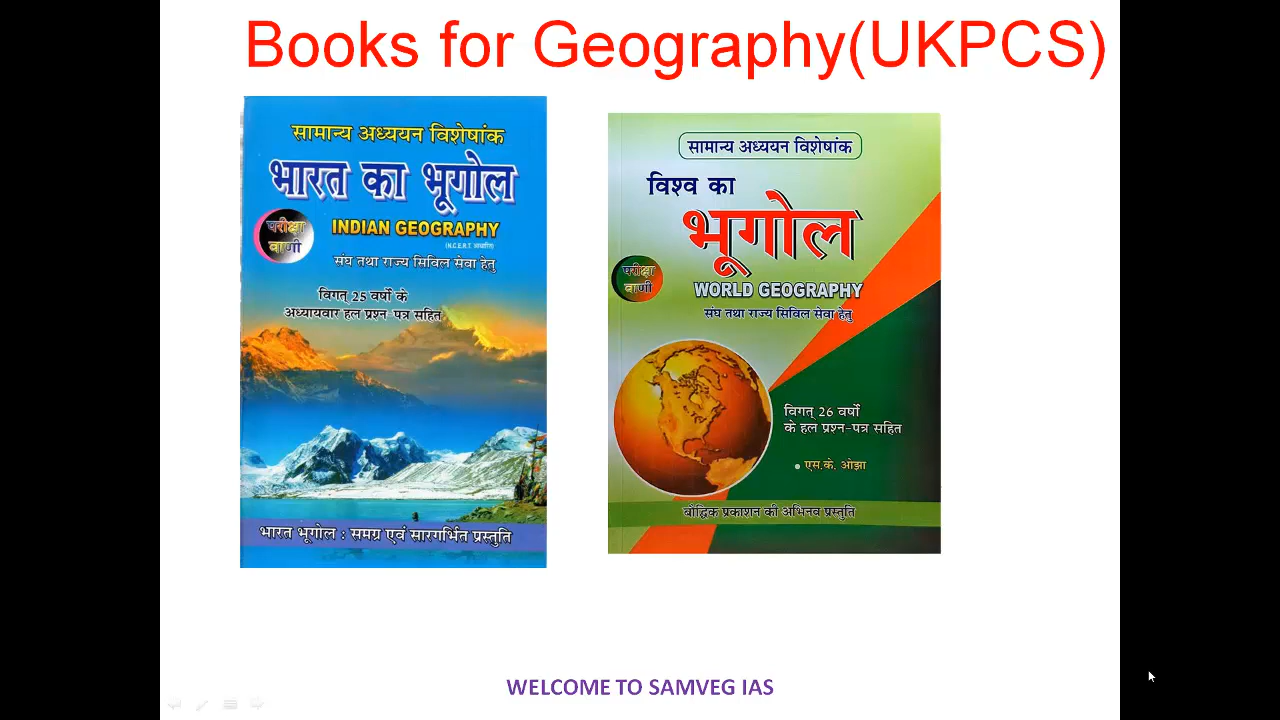 Books for Geography(UKPCS)
सामान्य अध्ययन विशेषांक
भारत का भूगोल
परीक्षा
वाणी
INDIAN GEOGRAPHY
(N.C.E.R.T. आधारित)
संघ तथा राज्य सिविल सेवा हेतु
विगत् 25 वर्षों के
अध्यायवार हल प्रश्न-पत्र सहित
भारत भूगोल : समग्र एवं सारगर्भित प्रस्तुति
सामान्य अध्ययन विशेषांक
विश्व का
भूगोल
परीक्षा
वाणी
WORLD GEOGRAPHY
संघ तथा राज्य सिविल सेवा हेतु
विगत् 26 वर्षों
के हल प्रश्न-पत्र सहित
एस.के. ओझा
बौद्धिक प्रकाशन की अभिनव प्रस्तुति
WELCOME TO SAMVEG IAS